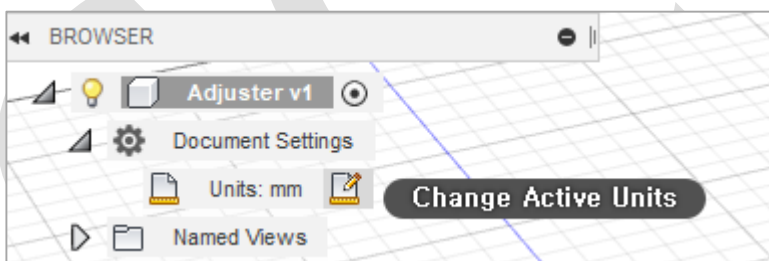 BROWSER
Adjuster v1
Document Settings
Units: mm
Change Active Units
Named Views